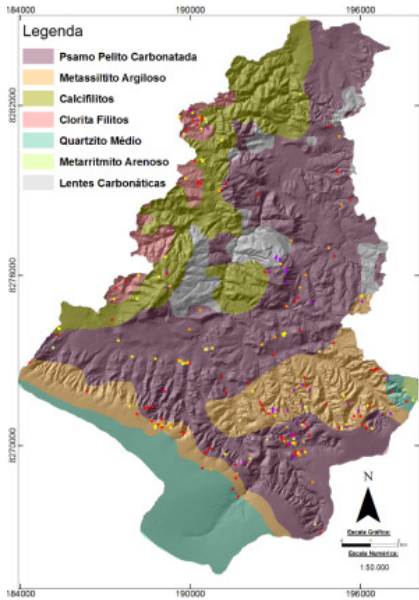 184000 190000 196000
Legenda
Psamo Pelito Carbonatada
Metassiltito Argiloso
Calcifilitos
Clorita Filitos
Quartzito Médio
Metarritmito Arenoso
Lentes Carbonáticas
8282000
8276000
8270000
N
Escala Gráfica:
Escala Numérica:
1:50.000
184000 190000 196000